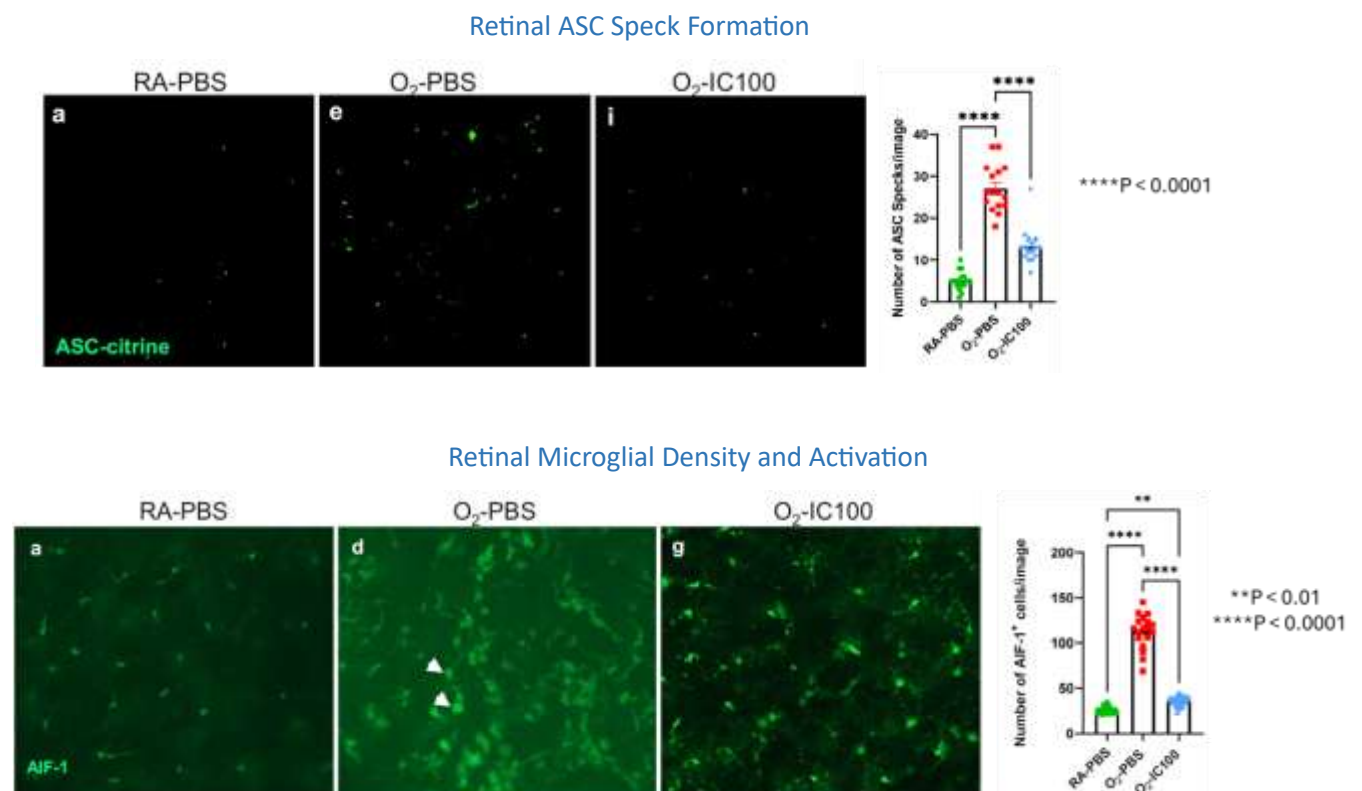 Retinal ASC Speck Formation
RA-PBS
O₂-PBS
O₂-IC100
a
e
i
ASC-citrine
****
****
Number of ASC Specks/image
40
30
20
10
0
RA-PBS
O₂-PBS
O₂-IC100
****P < 0.0001
Retinal Microglial Density and Activation
RA-PBS
O₂-PBS
O₂-IC100
a
d
g
AIF-1
**
****
****
Number of AIF-1⁺ cells/image
200
150
100
50
0
RA-PBS
O₂-PBS
O₂-IC100
**P < 0.01
****P < 0.0001